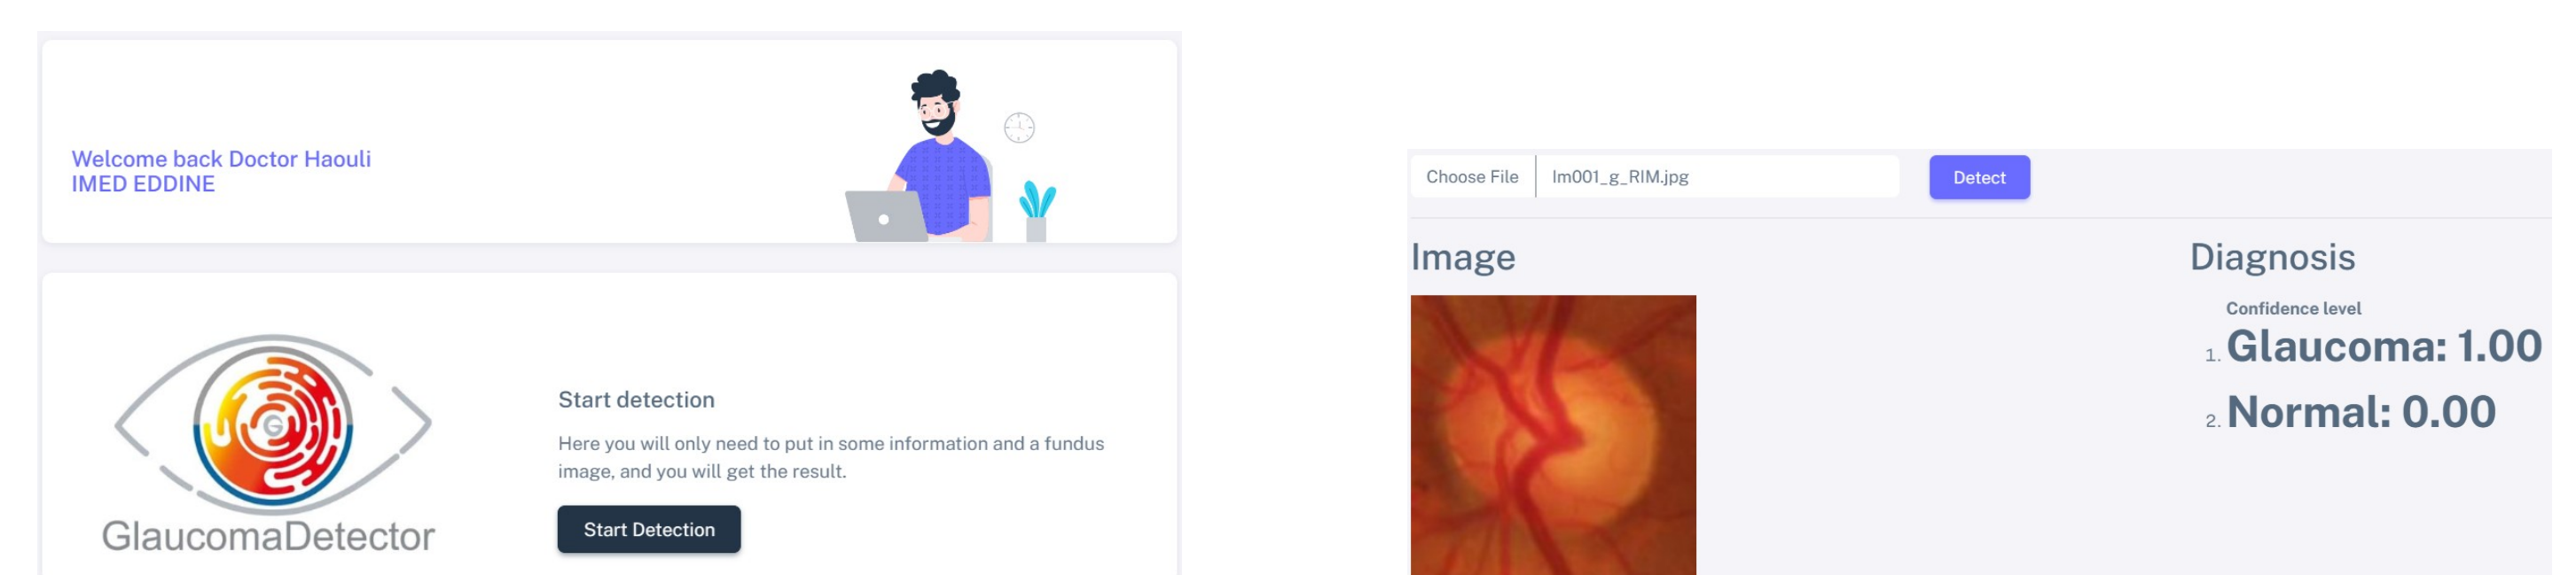 Welcome back Doctor Haouli
IMED EDDINE
GlaucomaDetector
Start detection
Here you will only need to put in some information and a fundus
image, and you will get the result.
Start Detection
Choose File
Im001_g_RIM.jpg
Detect
Image
Diagnosis
Confidence level
1. Glaucoma: 1.00
2. Normal: 0.00